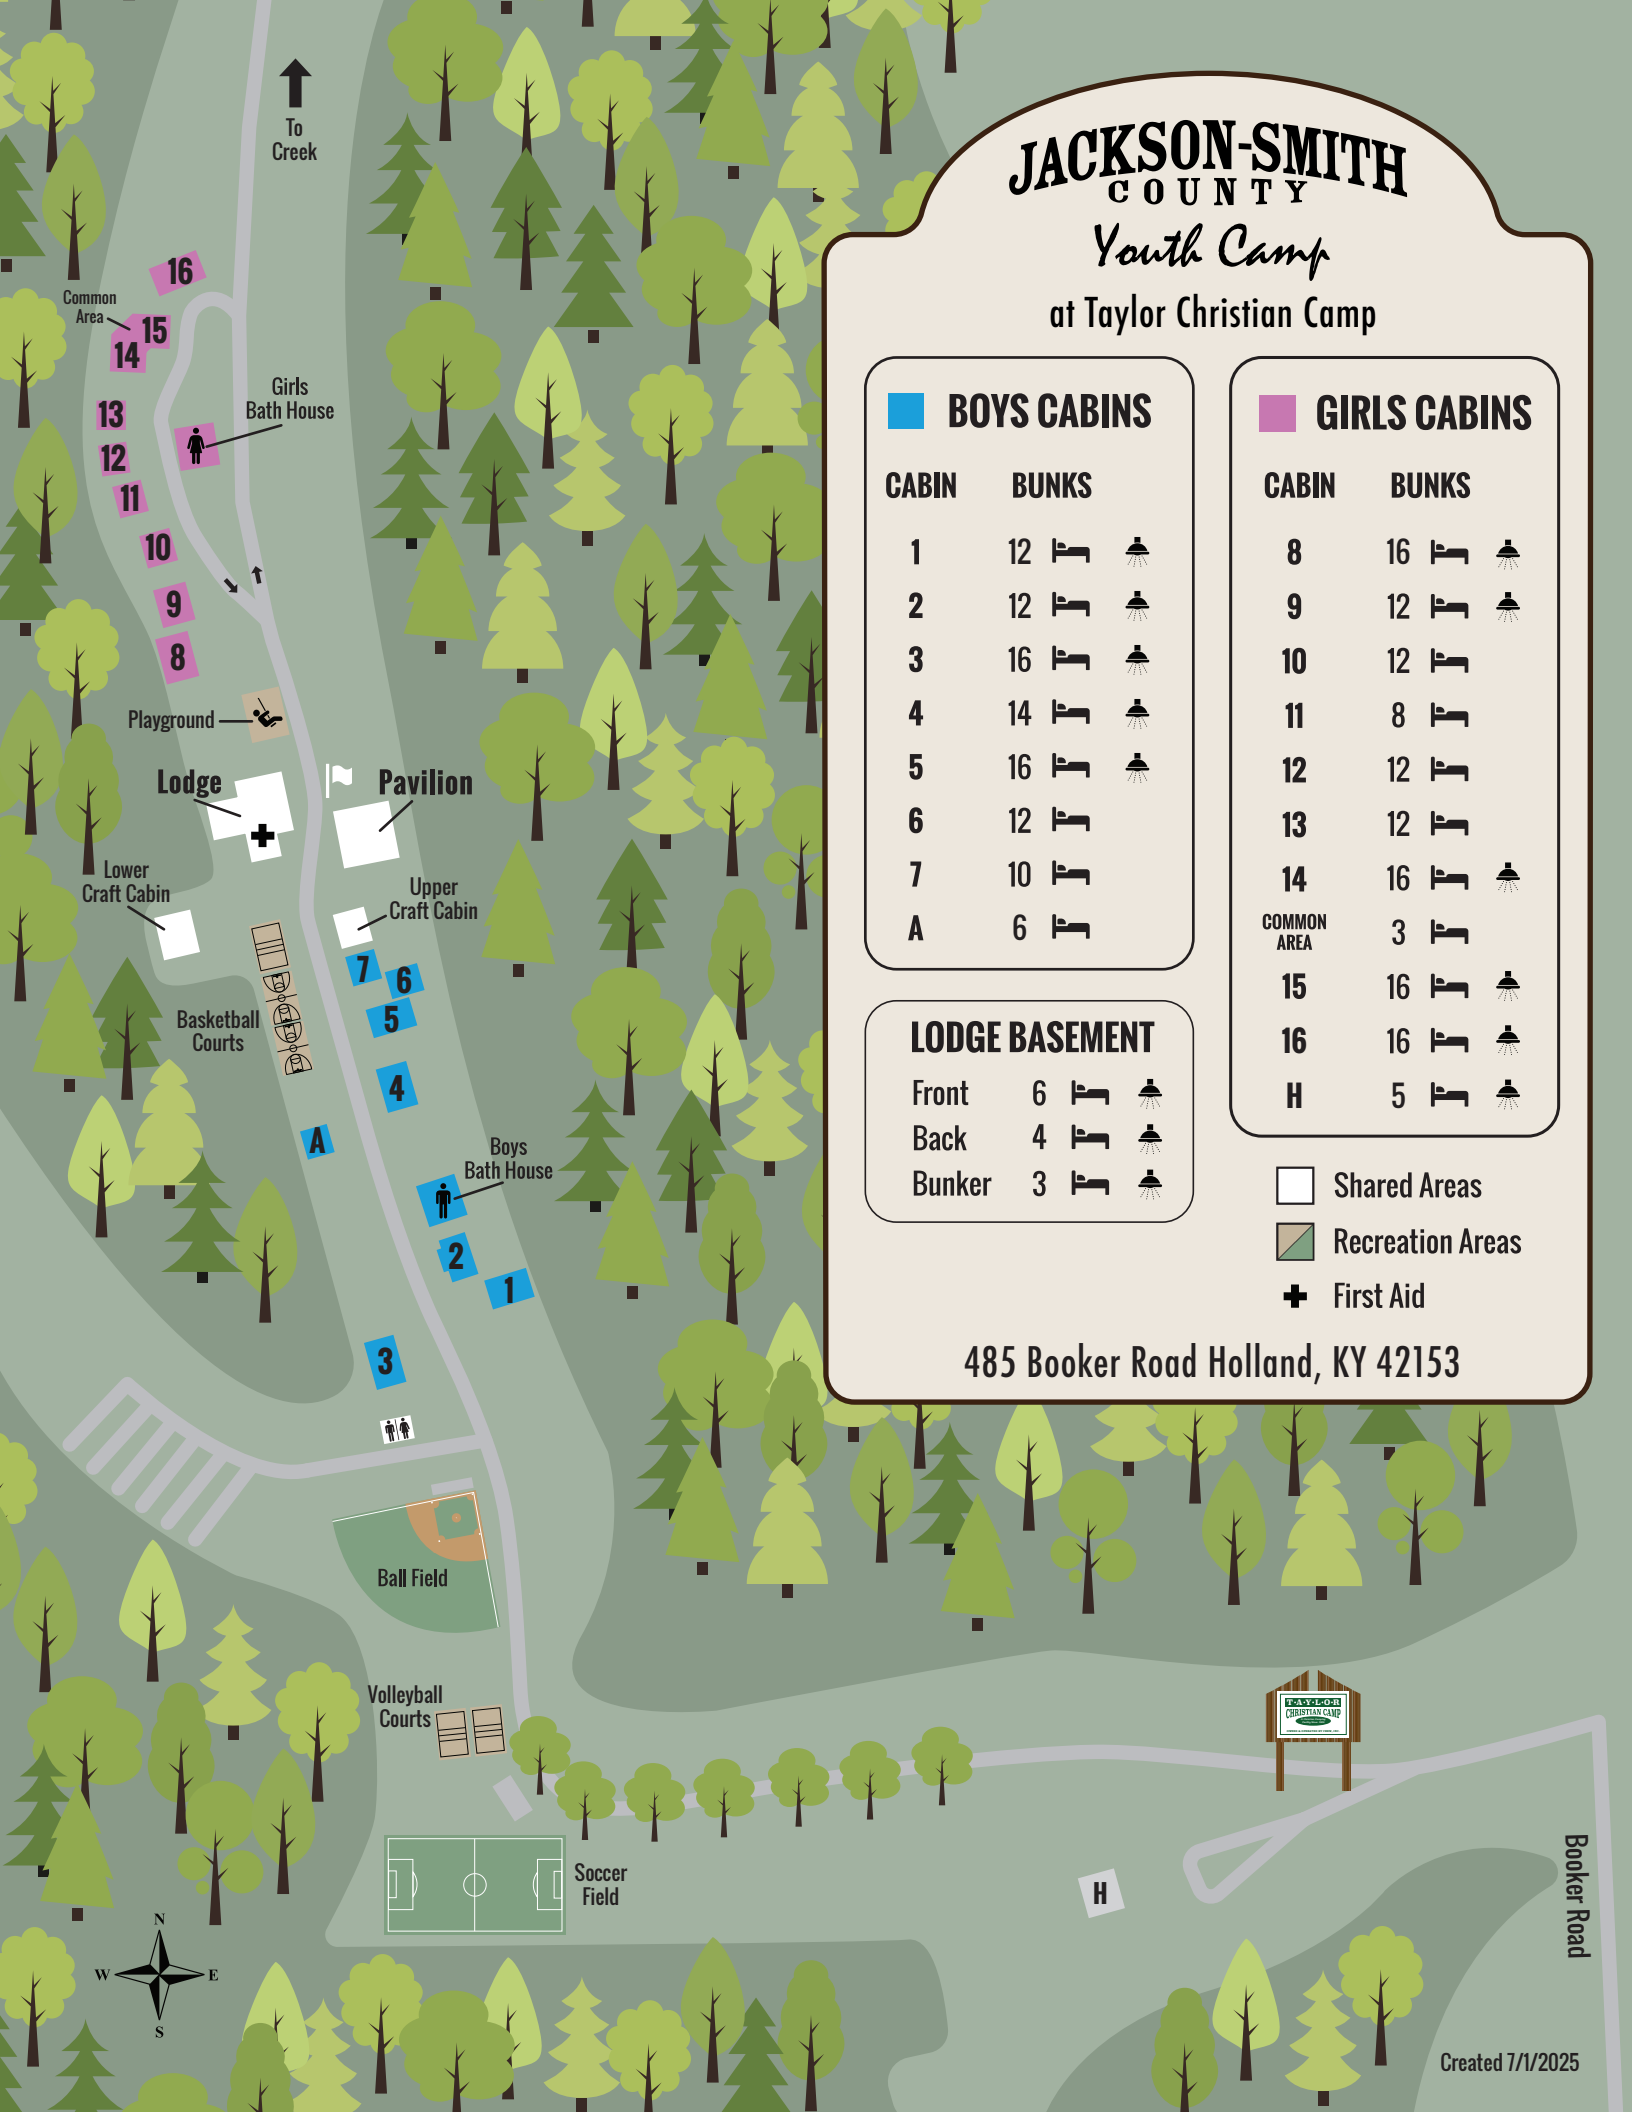 JACKSON-SMITH
COUNTY
Youth Camp
at Taylor Christian Camp
BOYS CABINS
CABIN BUNKS
1 12
2 12
3 16
4 14
5 16
6 12
7 10
A 6
LODGE BASEMENT
Front 6
Back 4
Bunker 3
GIRLS CABINS
CABIN BUNKS
8 16
9 12
10 12
11 8
12 12
13 12
14 16
COMMON
AREA 3
15 16
16 16
H 5
Shared Areas
Recreation Areas
First Aid
485 Booker Road Holland, KY 42153
To
Creek
16
Common
Area
15
14
13
12
11
10
9
8
Girls
Bath House
Playground
Lodge
Pavilion
Lower
Craft Cabin
Upper
Craft Cabin
7
6
5
Basketball
Courts
4
A
Boys
Bath House
2
1
3
Ball Field
Volleyball
Courts
Soccer
Field
T·A·Y·L·O·R
CHRISTIAN CAMP
H
Booker Road
N
W
E
S
Created 7/1/2025